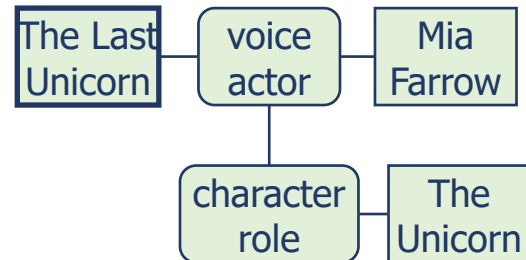 The Last
Unicorn
voice
actor
Mia
Farrow
character
role
The
Unicorn